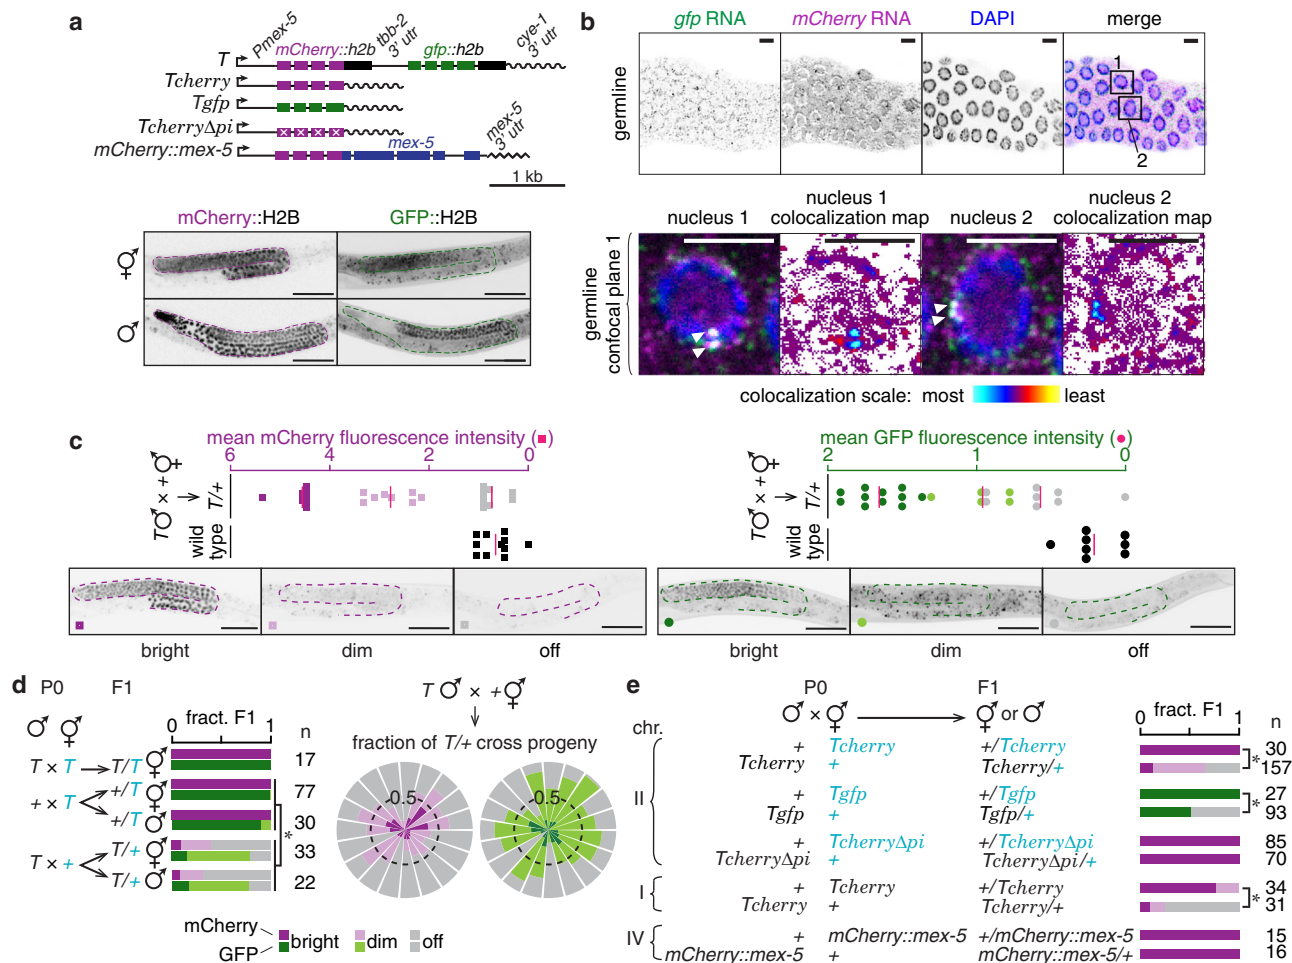 a
Pmex-5
mCherry::h2b
tbb-2
3′ utr
gfp::h2b
cye-1
3′ utr
T
Tcherry
Tgfp
TcherryΔpi
mCherry::mex-5
mex-5
mex-5
3′ utr
1 kb
mCherry::H2B
GFP::H2B
⚥
♂
b
gfp RNA
mCherry RNA
DAPI
merge
germline
1
2
nucleus 1
nucleus 1
colocalization map
nucleus 2
nucleus 2
colocalization map
germline
confocal plane 1
colocalization scale: most
least
c
mean mCherry fluorescence intensity (■)
6 4 2 0
T♂ × +⚥
T/+
wild
type
bright
dim
off
mean GFP fluorescence intensity (●)
2 1 0
T♂ × +⚥
T/+
wild
type
bright
dim
off
d
P0 F1
♂ ⚥
fract. F1
0 1
n
T × T → T/T ⚥ 17
+ × T
+/T ⚥ 77
+/T ♂ 30
*
T × +
T/+ ⚥ 33
T/+ ♂ 22
T ♂ × +⚥
fraction of T/+ cross progeny
0.5
0.5
mCherry
GFP
bright
dim
off
e
P0 F1
♂ × ⚥ → ⚥ or ♂
chr.
fract. F1
0 1
n
II
+ Tcherry +/Tcherry 30
Tcherry + Tcherry/+ 157
*
+ Tgfp +/Tgfp 27
Tgfp + Tgfp/+ 93
*
+ TcherryΔpi +/TcherryΔpi 85
TcherryΔpi + TcherryΔpi/+ 70
I
+ Tcherry +/Tcherry 34
Tcherry + Tcherry/+ 31
*
IV
+ mCherry::mex-5 +/mCherry::mex-5 15
mCherry::mex-5 + mCherry::mex-5/+ 16